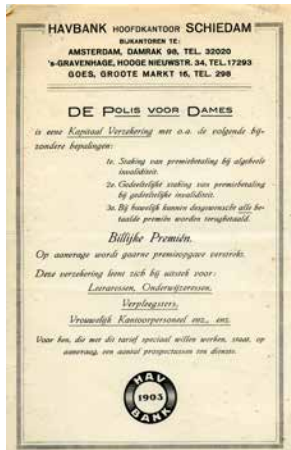 HAVBANK HOOFDKANTOOR SCHIEDAM
BIJKANTOREN TE:
AMSTERDAM, DAMRAK 98, TEL. 32020
's-GRAVENHAGE, HOOGE NIEUWSTR. 34, TEL.17293
GOES, GROOTE MARKT 16, TEL. 298
DE POLIS VOOR DAMES
is eene Kapitaal Verzekering met o.a. de volgende bij-
zondere bepalingen:
1e. Staking van premiebetaling bij algeheele
invaliditeit.
2e. Gedeeltelijke staking van premiebetaling
bij gedeeltelijke invaliditeit.
3e. Bij huwelijk kunnen desgewenscht alle be-
taalde premiën worden terugbetaald.
Billijke Premiën.
Op aanvrage wordt gaarne premieopgave verstrekt.
Deze verzekering leent zich bij uitstek voor:
Leeraressen, Onderwijzeressen,
Verpleegsters,
Vrouwelijk Kantoorpersoneel enz., enz.
Voor hen, die met dit tarief speciaal willen werken, staat, op
aanvraag, een aantal prospectussen ten dienste.
HAV
1903
BANK